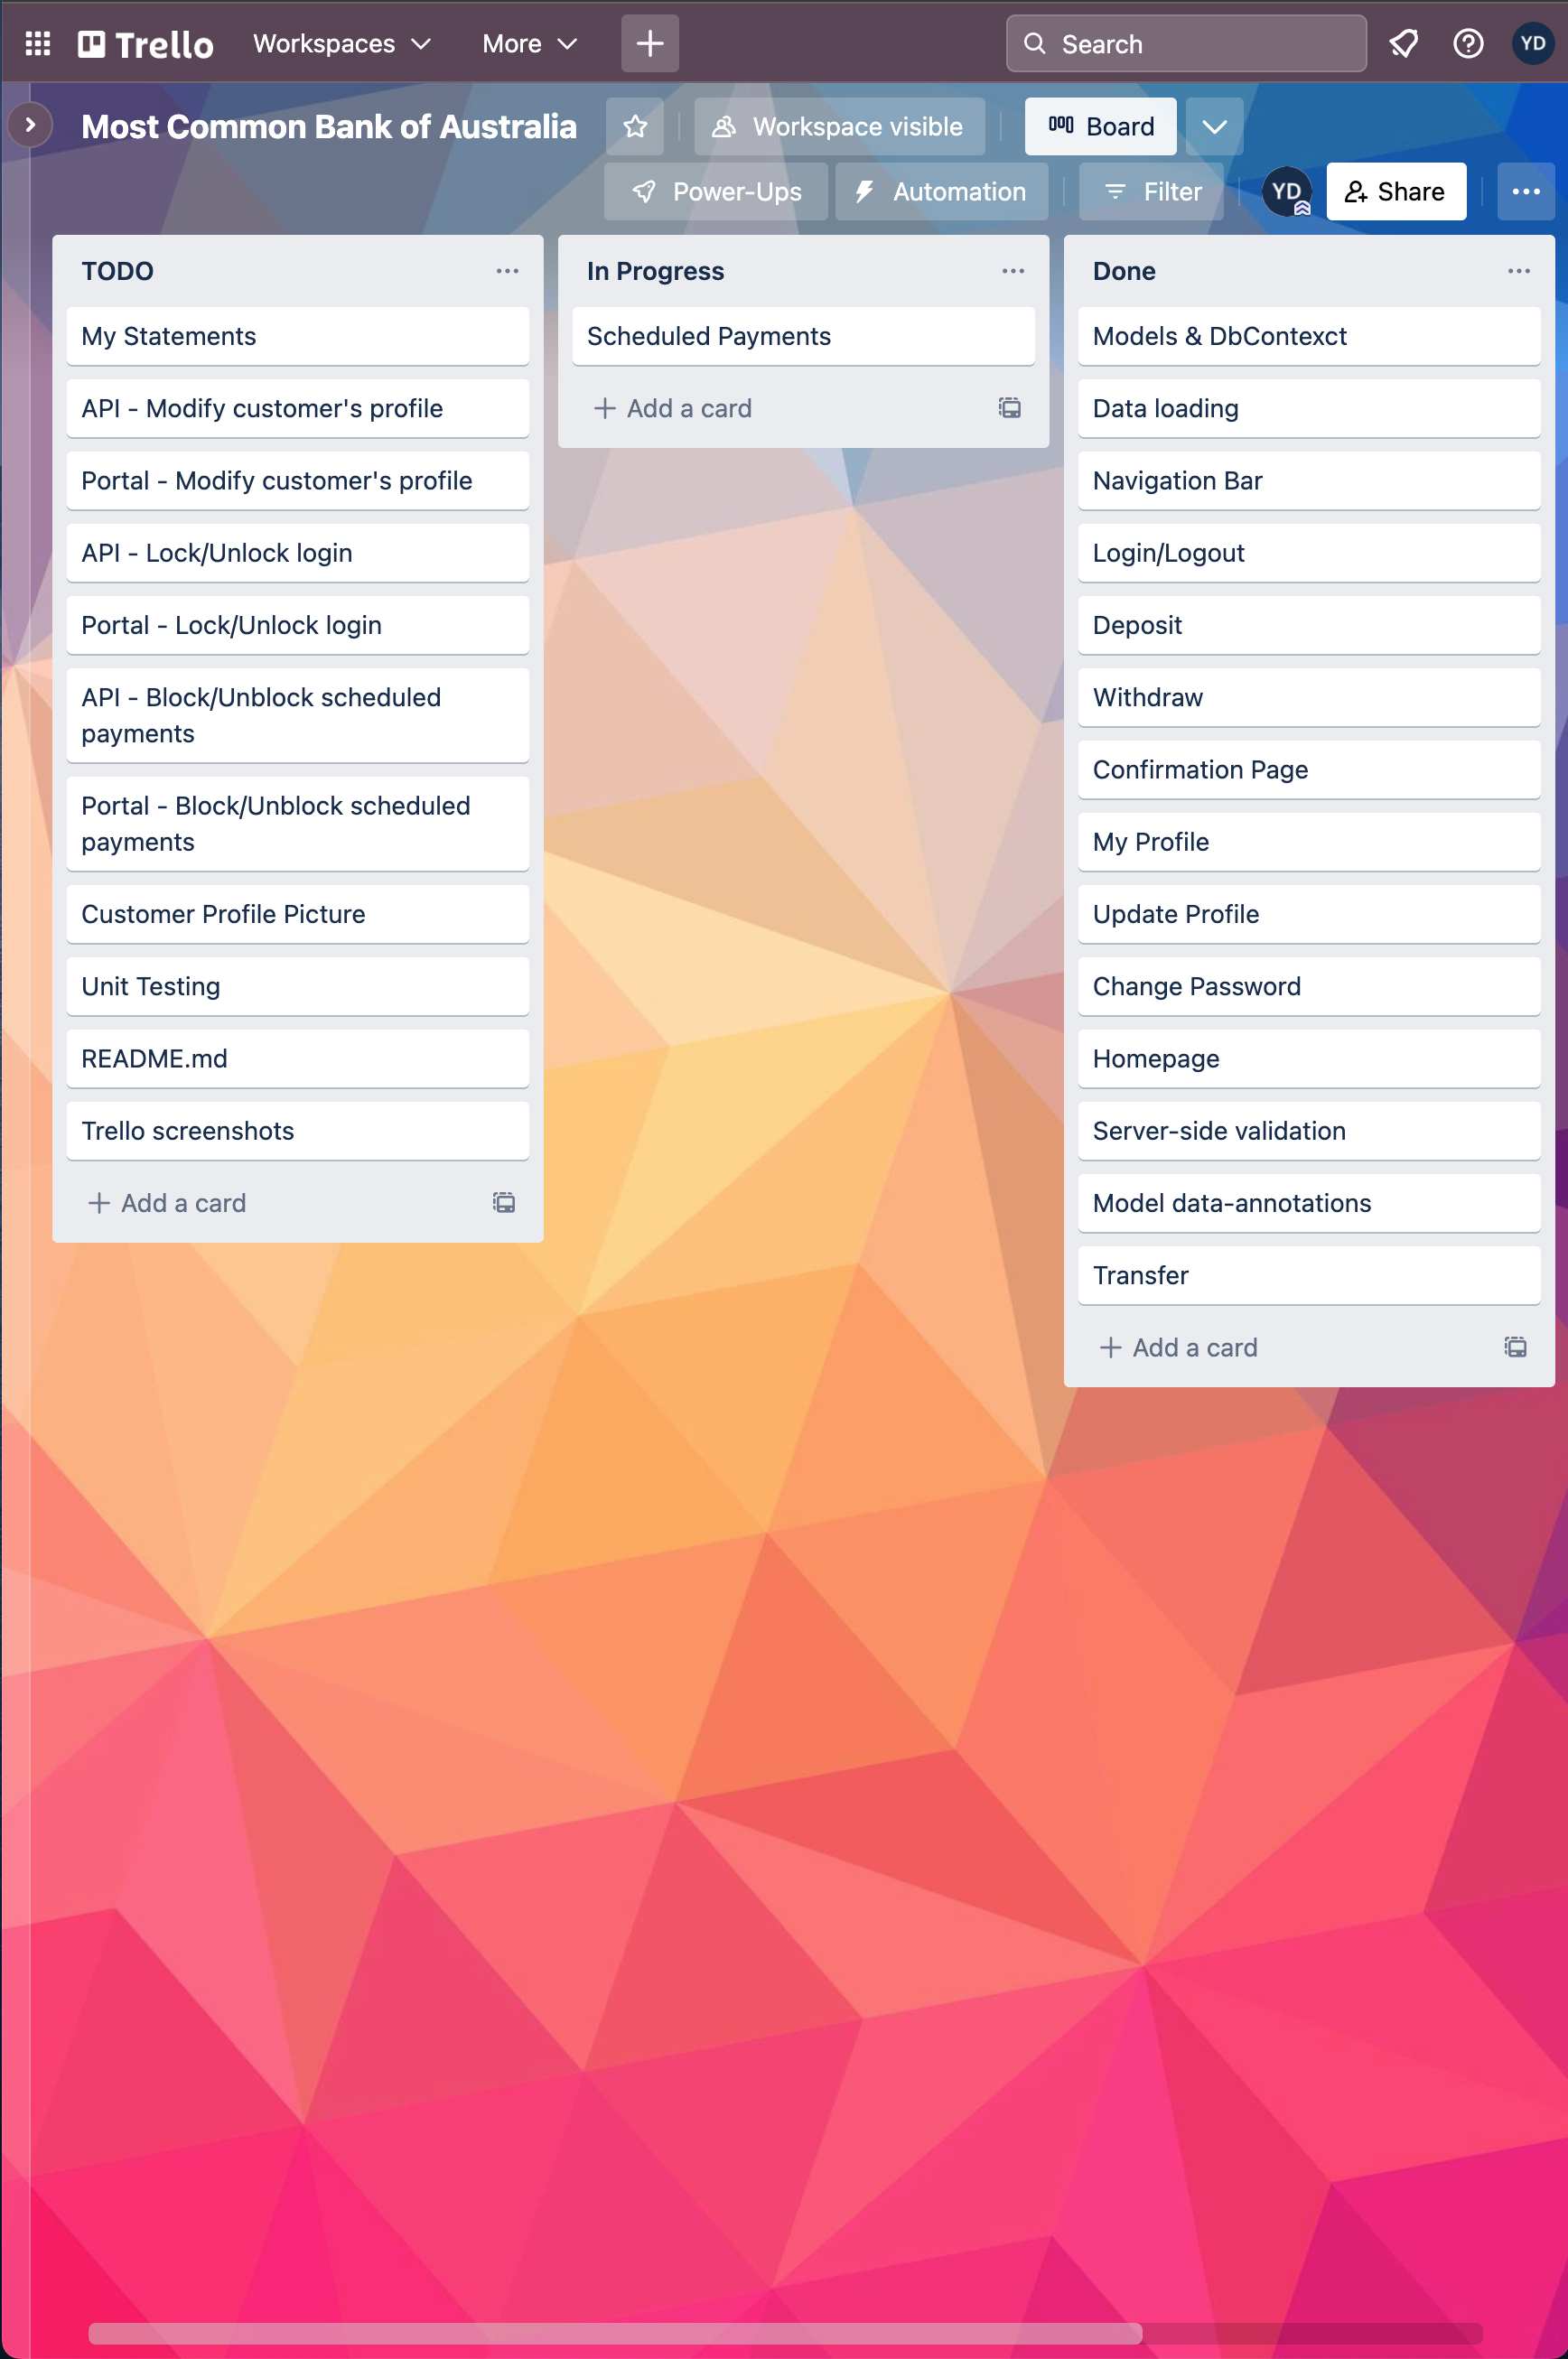 Trello Workspaces More Search YD
Most Common Bank of Australia Workspace visible Board
Power-Ups Automation Filter YD Share
TODO
My Statements
API - Modify customer's profile
Portal - Modify customer's profile
API - Lock/Unlock login
Portal - Lock/Unlock login
API - Block/Unblock scheduled
payments
Portal - Block/Unblock scheduled
payments
Customer Profile Picture
Unit Testing
README.md
Trello screenshots
Add a card
In Progress
Scheduled Payments
Add a card
Done
Models & DbContexct
Data loading
Navigation Bar
Login/Logout
Deposit
Withdraw
Confirmation Page
My Profile
Update Profile
Change Password
Homepage
Server-side validation
Model data-annotations
Transfer
Add a card